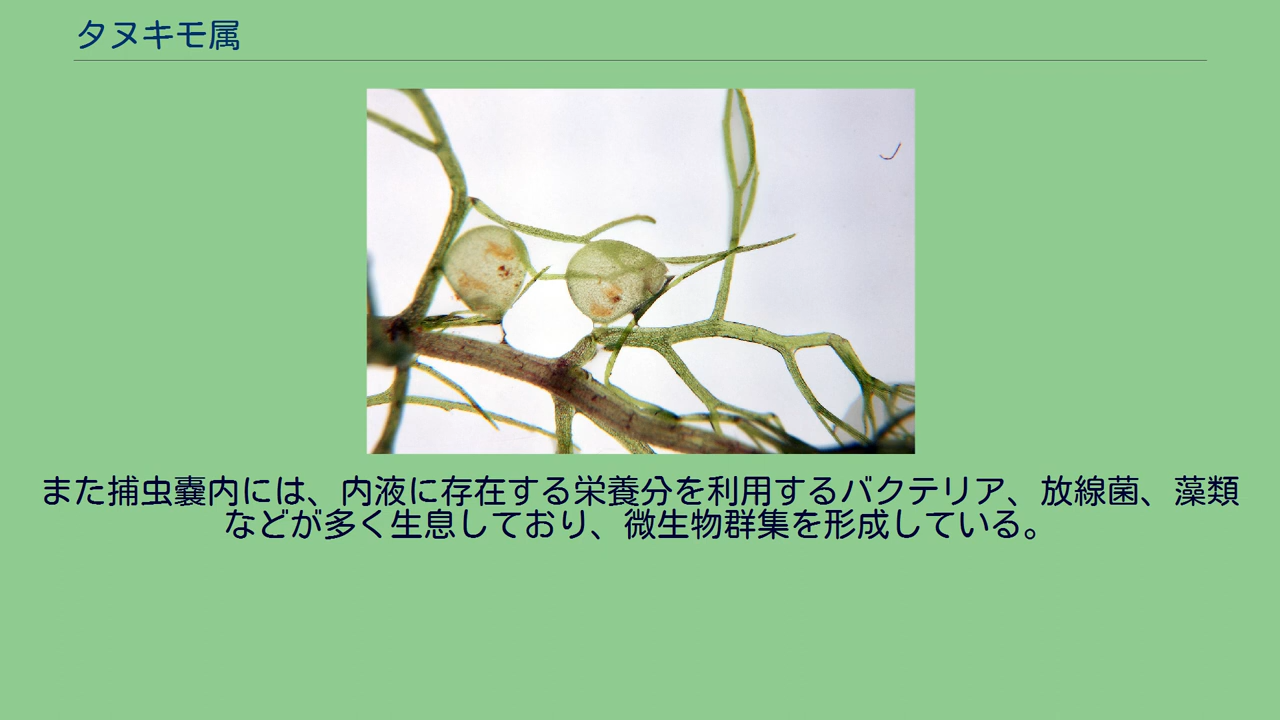 タヌキモ属
また捕虫嚢内には、内液に存在する栄養分を利用するバクテリア、放線菌、藻類
などが多く生息しており、微生物群集を形成している。